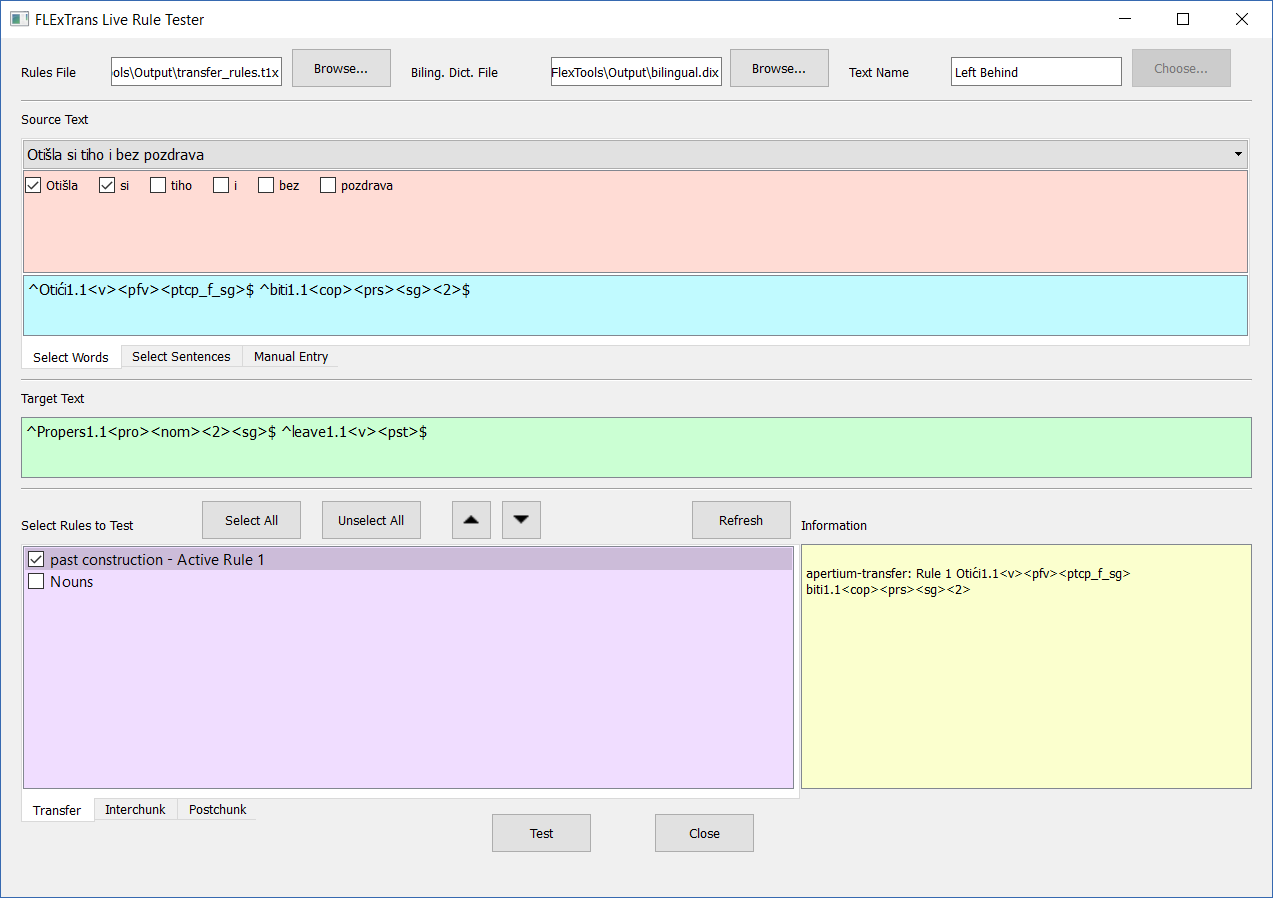 FLExTrans Live Rule Tester
Rules File ols\Output\transfer_rules.t1x Browse... Biling. Dict. File FlexTools\Output\bilingual.dix Browse... Text Name Left Behind Choose...
Source Text
Otišla si tiho i bez pozdrava
Otišla si tiho i bez pozdrava
^Otići1.1<v><pfv><ptcp_f_sg>$ ^biti1.1<cop><prs><sg><2>$
Select Words Select Sentences Manual Entry
Target Text
^Propers1.1<pro><nom><2><sg>$ ^leave1.1<v><pst>$
Select Rules to Test Select All Unselect All Refresh Information
past construction - Active Rule 1
Nouns
apertium-transfer: Rule 1 Otići1.1<v><pfv><ptcp_f_sg>
biti1.1<cop><prs><sg><2>
Transfer Interchunk Postchunk
Test Close